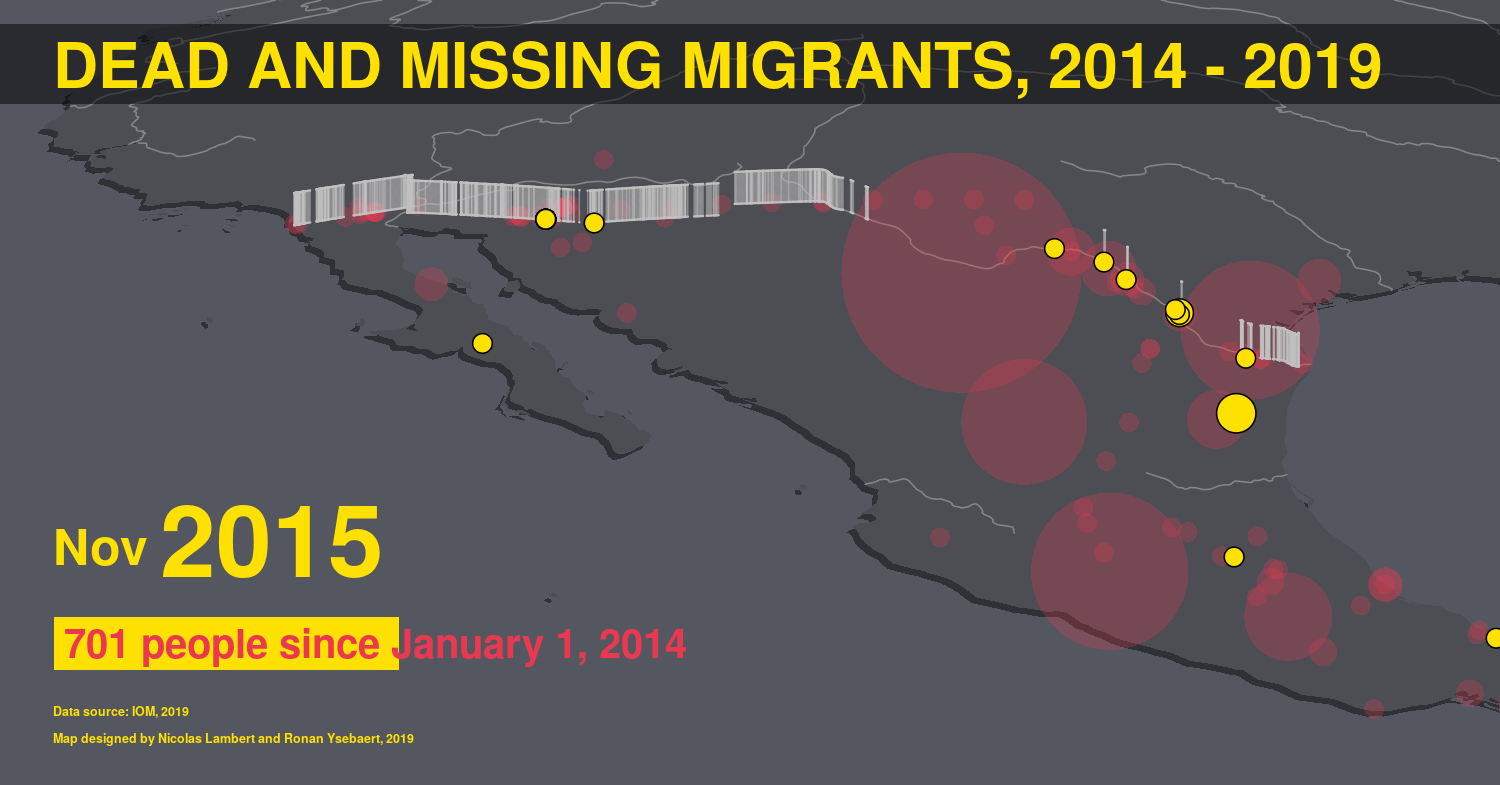 DEAD AND MISSING MIGRANTS, 2014 - 2019
Nov 2015
701 people since January 1, 2014
Data source: IOM, 2019
Map designed by Nicolas Lambert and Ronan Ysebaert, 2019